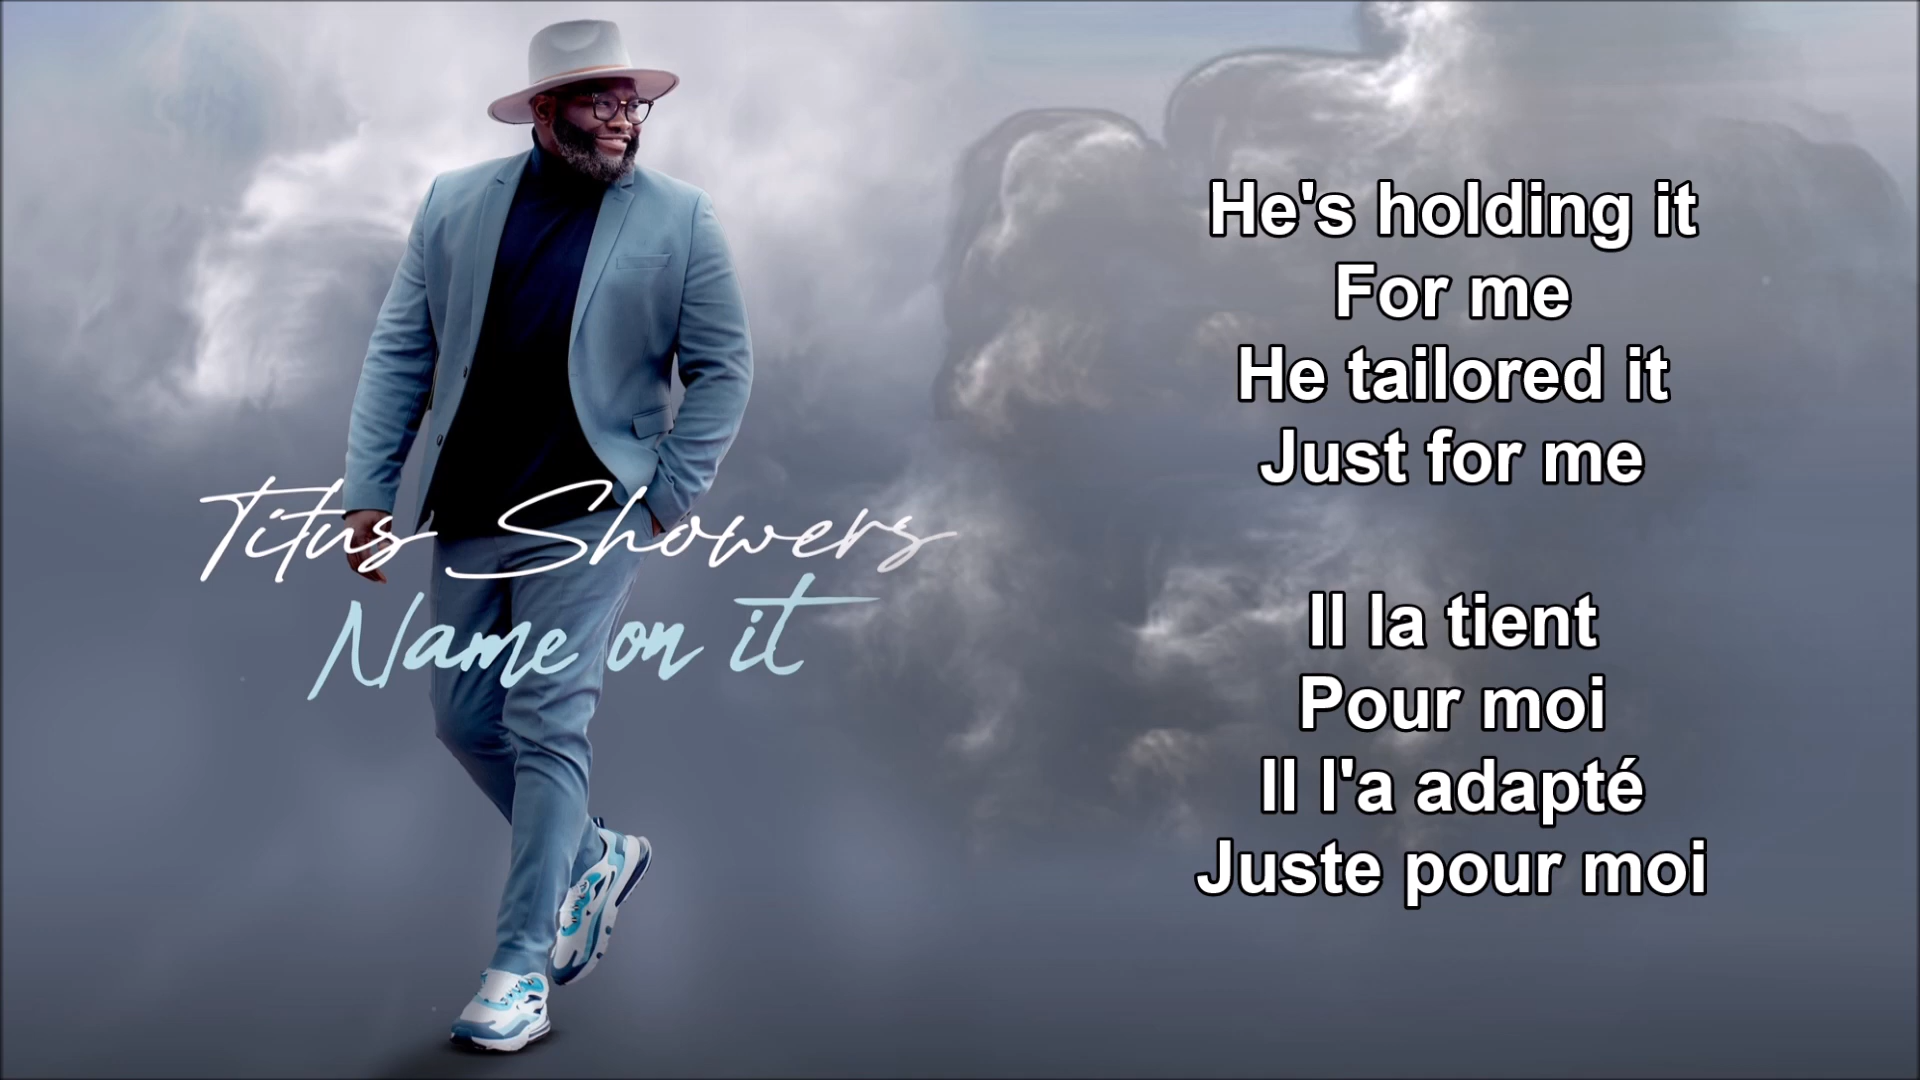 Titus Showers
Name on it
He's holding it
For me
He tailored it
Just for me
Il la tient
Pour moi
Il l'a adapté
Juste pour moi